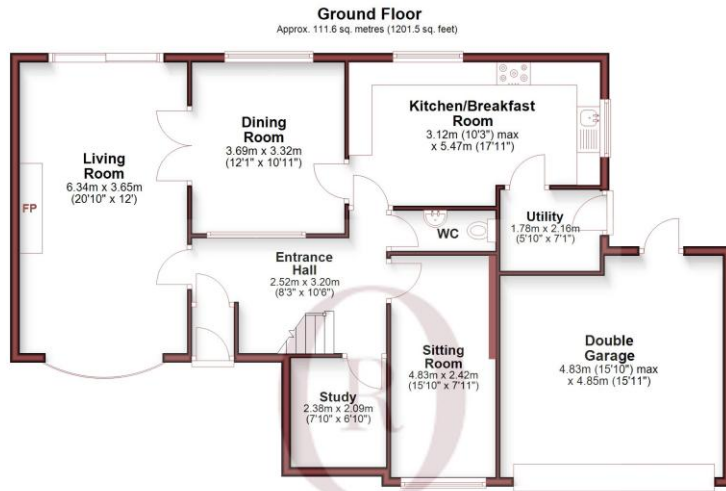 Ground Floor
Approx. 111.6 sq. metres (1201.5 sq. feet)
Living
Room
6.34m x 3.65m
(20'10" x 12')
FP
Dining
Room
3.69m x 3.32m
(12'1" x 10'11")
Kitchen/Breakfast
Room
3.12m (10'3") max
x 5.47m (17'11")
Utility
1.78m x 2.16m
(5'10" x 7'1")
WC
Entrance
Hall
2.52m x 3.20m
(8'3" x 10'6")
Sitting
Room
4.83m x 2.42m
(15'10" x 7'11")
Study
2.38m x 2.09m
(7'10" x 6'10")
Double
Garage
4.83m (15'10") max
x 4.85m (15'11")
R